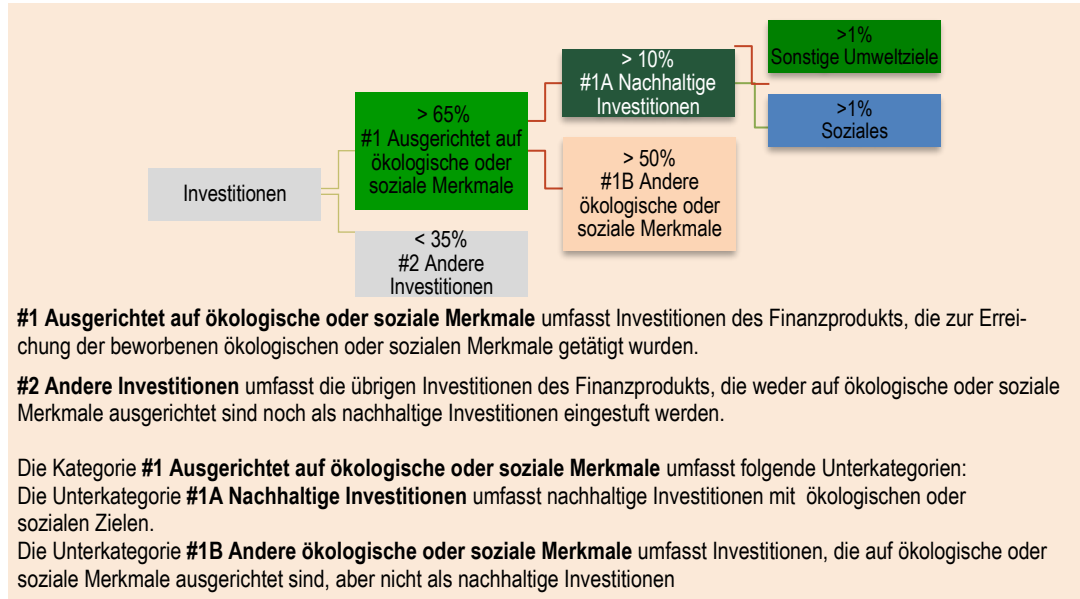 Investitionen
> 65%
#1 Ausgerichtet auf
ökologische oder
soziale Merkmale
< 35%
#2 Andere
Investitionen
> 10%
#1A Nachhaltige
Investitionen
> 50%
#1B Andere
ökologische oder
soziale Merkmale
>1%
Sonstige Umweltziele
>1%
Soziales
#1 Ausgerichtet auf ökologische oder soziale Merkmale umfasst Investitionen des Finanzprodukts, die zur Errei-
chung der beworbenen ökologischen oder sozialen Merkmale getätigt wurden.
#2 Andere Investitionen umfasst die übrigen Investitionen des Finanzprodukts, die weder auf ökologische oder soziale
Merkmale ausgerichtet sind noch als nachhaltige Investitionen eingestuft werden.
Die Kategorie #1 Ausgerichtet auf ökologische oder soziale Merkmale umfasst folgende Unterkategorien:
Die Unterkategorie #1A Nachhaltige Investitionen umfasst nachhaltige Investitionen mit ökologischen oder
sozialen Zielen.
Die Unterkategorie #1B Andere ökologische oder soziale Merkmale umfasst Investitionen, die auf ökologische oder
soziale Merkmale ausgerichtet sind, aber nicht als nachhaltige Investitionen